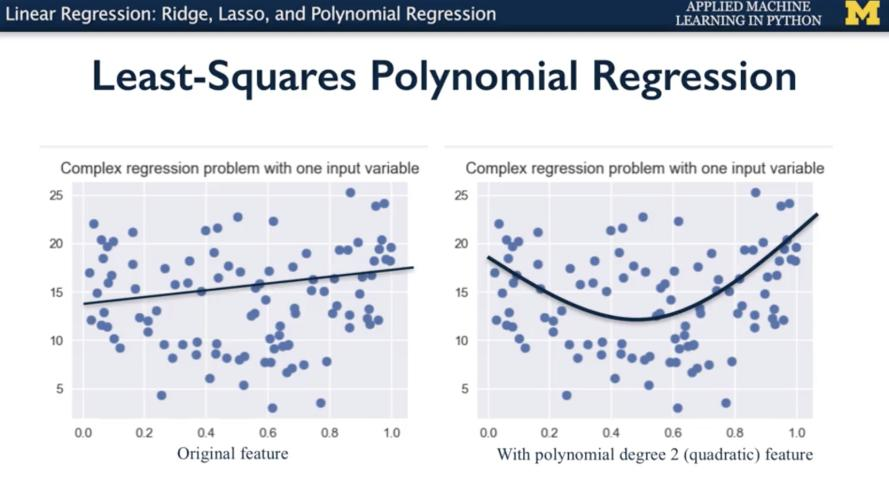 Linear Regression: Ridge, Lasso, and Polynomial Regression
APPLIED MACHINE
LEARNING IN PYTHON
M
Least-Squares Polynomial Regression
Complex regression problem with one input variable
25
20
15
10
5
0.0 0.2 0.4 0.6 0.8 1.0
Original feature
Complex regression problem with one input variable
25
20
15
10
5
0.0 0.2 0.4 0.6 0.8 1.0
With polynomial degree 2 (quadratic) feature